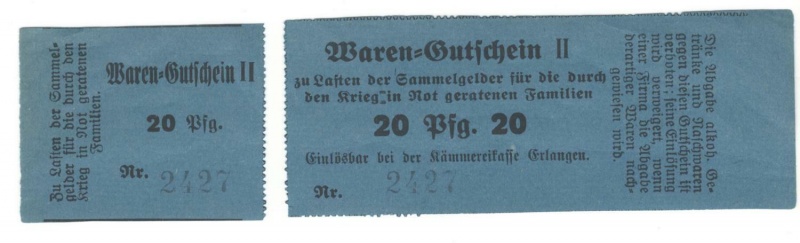 Zu Lasten der Sammel-
gelder für die durch den
Krieg in Not geratenen
Familien.
Waren-Gutschein II
20 Pfg.
Nr. 2427
Waren-Gutschein II
zu Lasten der Sammelgelder für die durch
den Krieg in Not geratenen Familien
20 Pfg. 20
Einlösbar bei der Kämmereikasse Erlangen.
Nr. 2427
Die Abgabe alkoh. Ge-
tränke und Naschwaren
gegen diesen Gutschein ist
verboten; seine Einlösung
wird verweigert, wenn
einer Firma die Abgabe
derartiger Waren nach-
gewiesen wird.